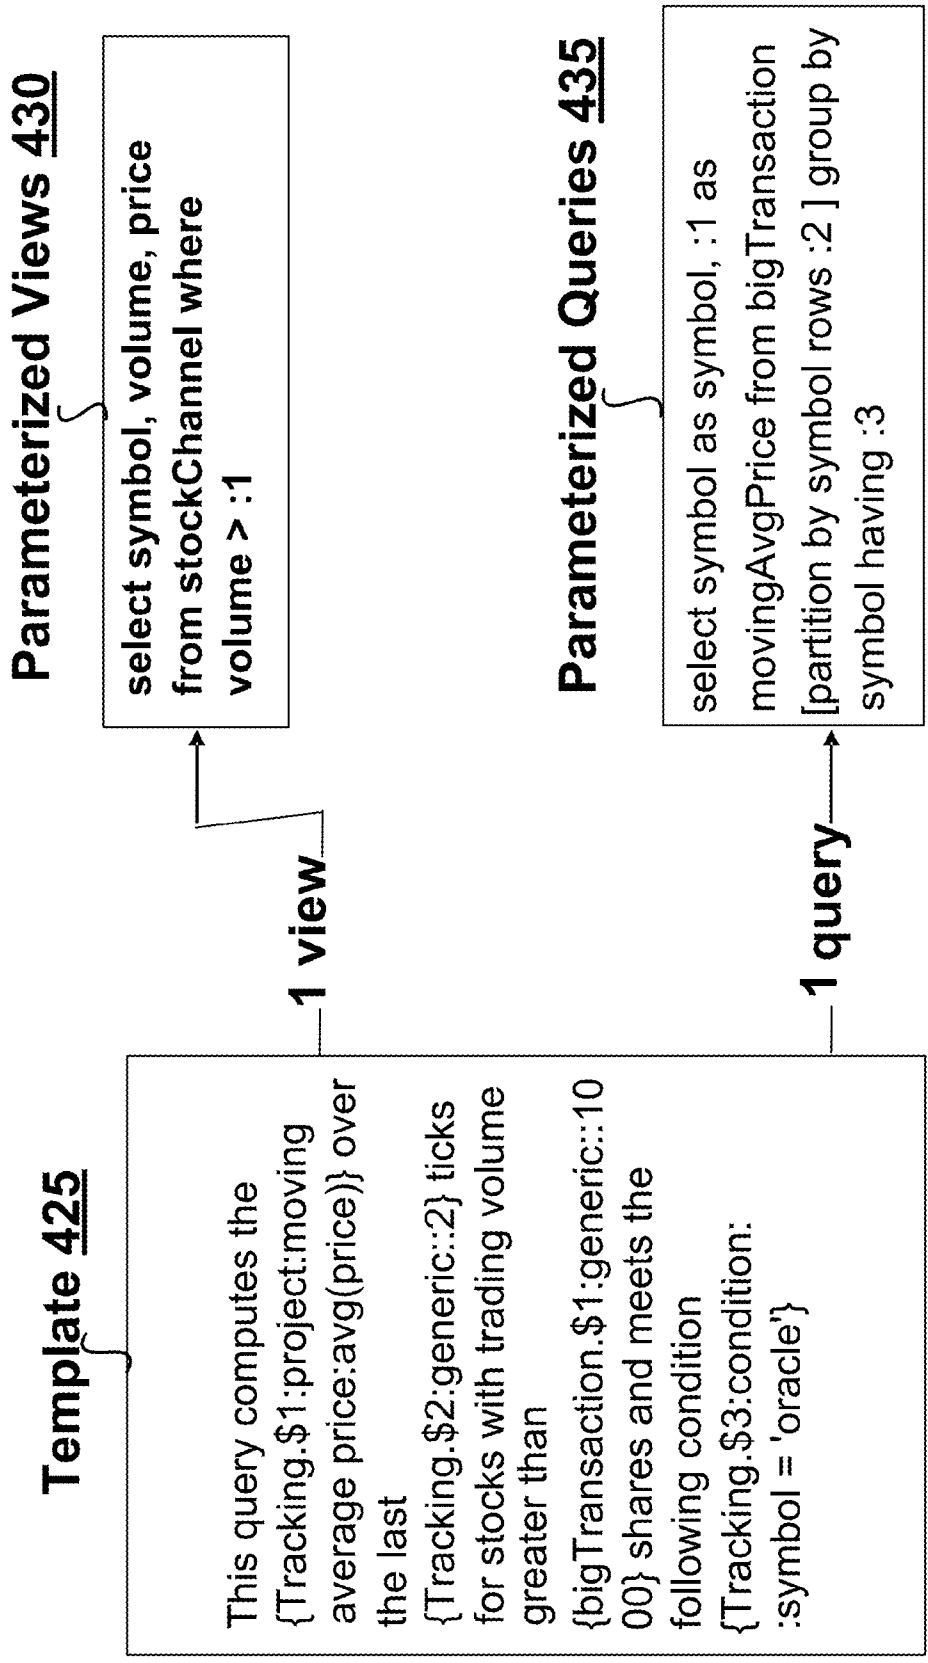 Template 425
This query computes the
{Tracking.$1:project:moving
average price:avg(price)} over
the last
{Tracking.$2:generic::2} ticks
for stocks with trading volume
greater than
{bigTransaction.$1:generic::10
00} shares and meets the
following condition
{Tracking.$3:condition:
:symbol = 'oracle'}
1 view
1 query
Parameterized Views 430
select symbol, volume, price
from stockChannel where
volume > :1
Parameterized Queries 435
select symbol as symbol, :1 as
movingAvgPrice from bigTransaction
[partition by symbol rows :2 ] group by
symbol having :3